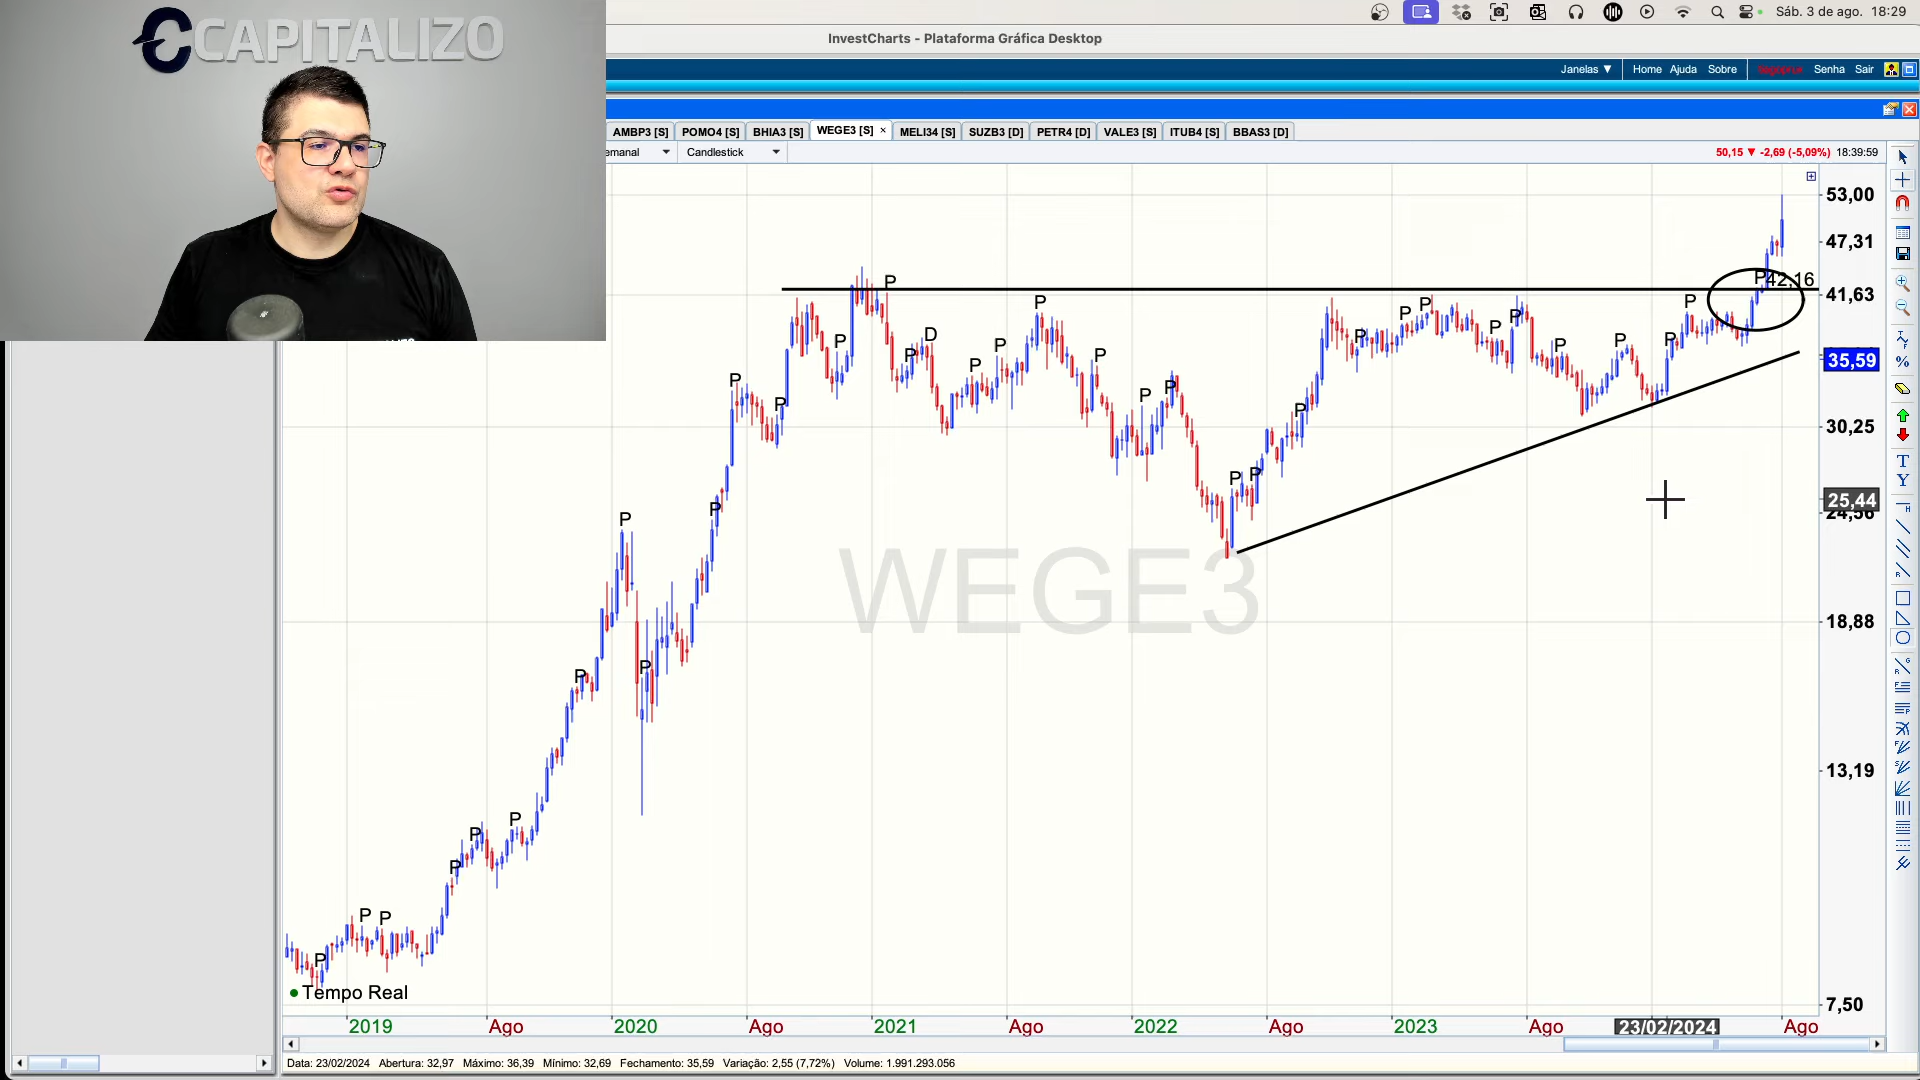 CAPITALIZO
Sáb. 3 de ago. 18:29
InvestCharts - Plataforma Gráfica Desktop
Janelas ▼ Home Ajuda Sobre Senha Sair
AMBP3 [S] POMO4 [S] BHIA3 [S] WEGE3 [S] × MELI34 [S] SUZB3 [D] PETR4 [D] VALE3 [S] ITUB4 [S] BBAS3 [D]
emanal Candlestick 50,15 ▼ -2,69 (-5,09%) 18:39:59
53,00
47,31
P42,16
41,63
35,59
30,25
25,44
24,56
18,88
13,19
7,50
P P P P P P P P P P P P P P P P P D P P P P P P P P P P P P P P P P P P P
WEGE3
Tempo Real
2019 Ago 2020 Ago 2021 Ago 2022 Ago 2023 Ago 23/02/2024 Ago
Data: 23/02/2024 Abertura: 32,97 Máximo: 36,39 Mínimo: 32,69 Fechamento: 35,59 Variação: 2,55 (7,72%) Volume: 1.991.293.056